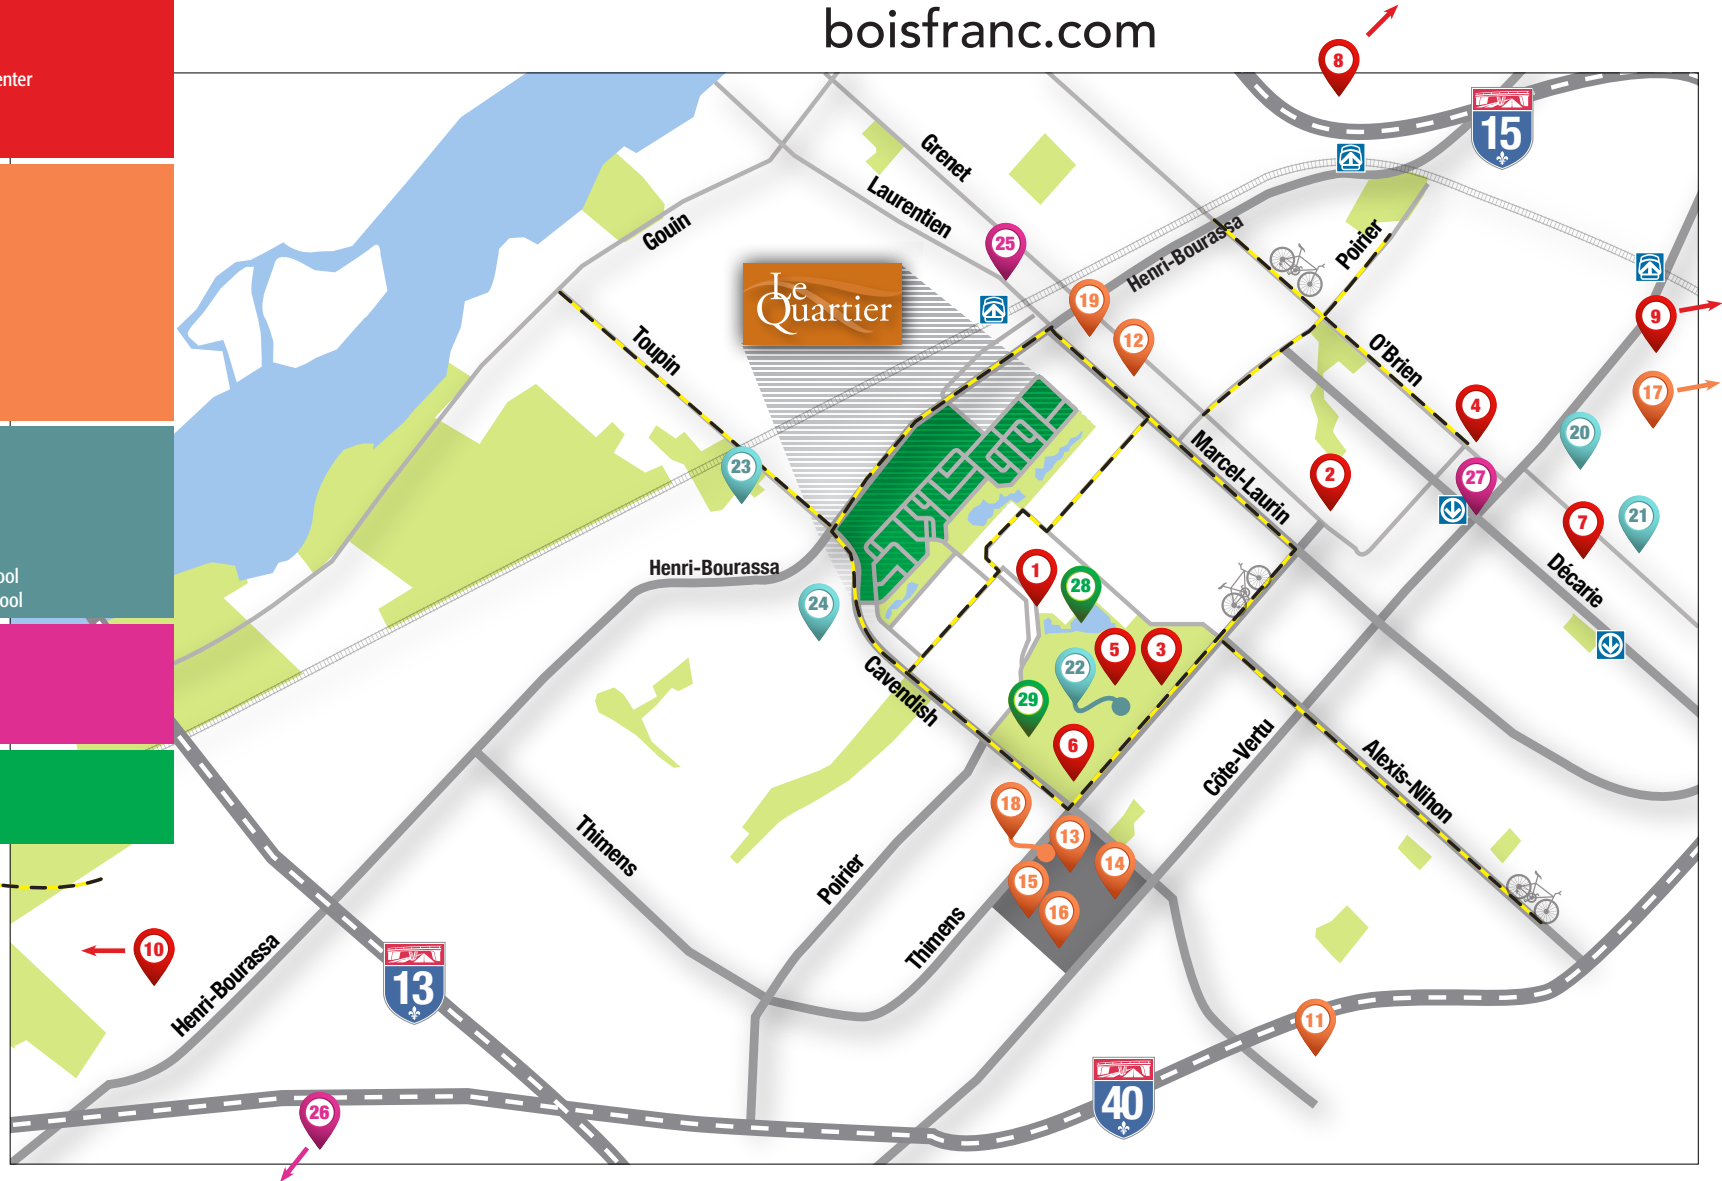 boisfranc.com
enter
8
15
Grenet
Laurentien
Gouin
25
Henri-Bourassa
Poirier
Le
Quartier
19
12
9
Toupin
O'Brien
17
4
20
23
2
Marcel-Laurin
27
7
21
Henri-Bourassa
1
28
Décarie
ool
ool
24
5
3
22
Cavendish
29
6
Côte-Vertu
Alexis-Nihon
18
13
14
Thimens
Poirier
15
16
Thimens
10
Henri-Bourassa
13
11
40
26